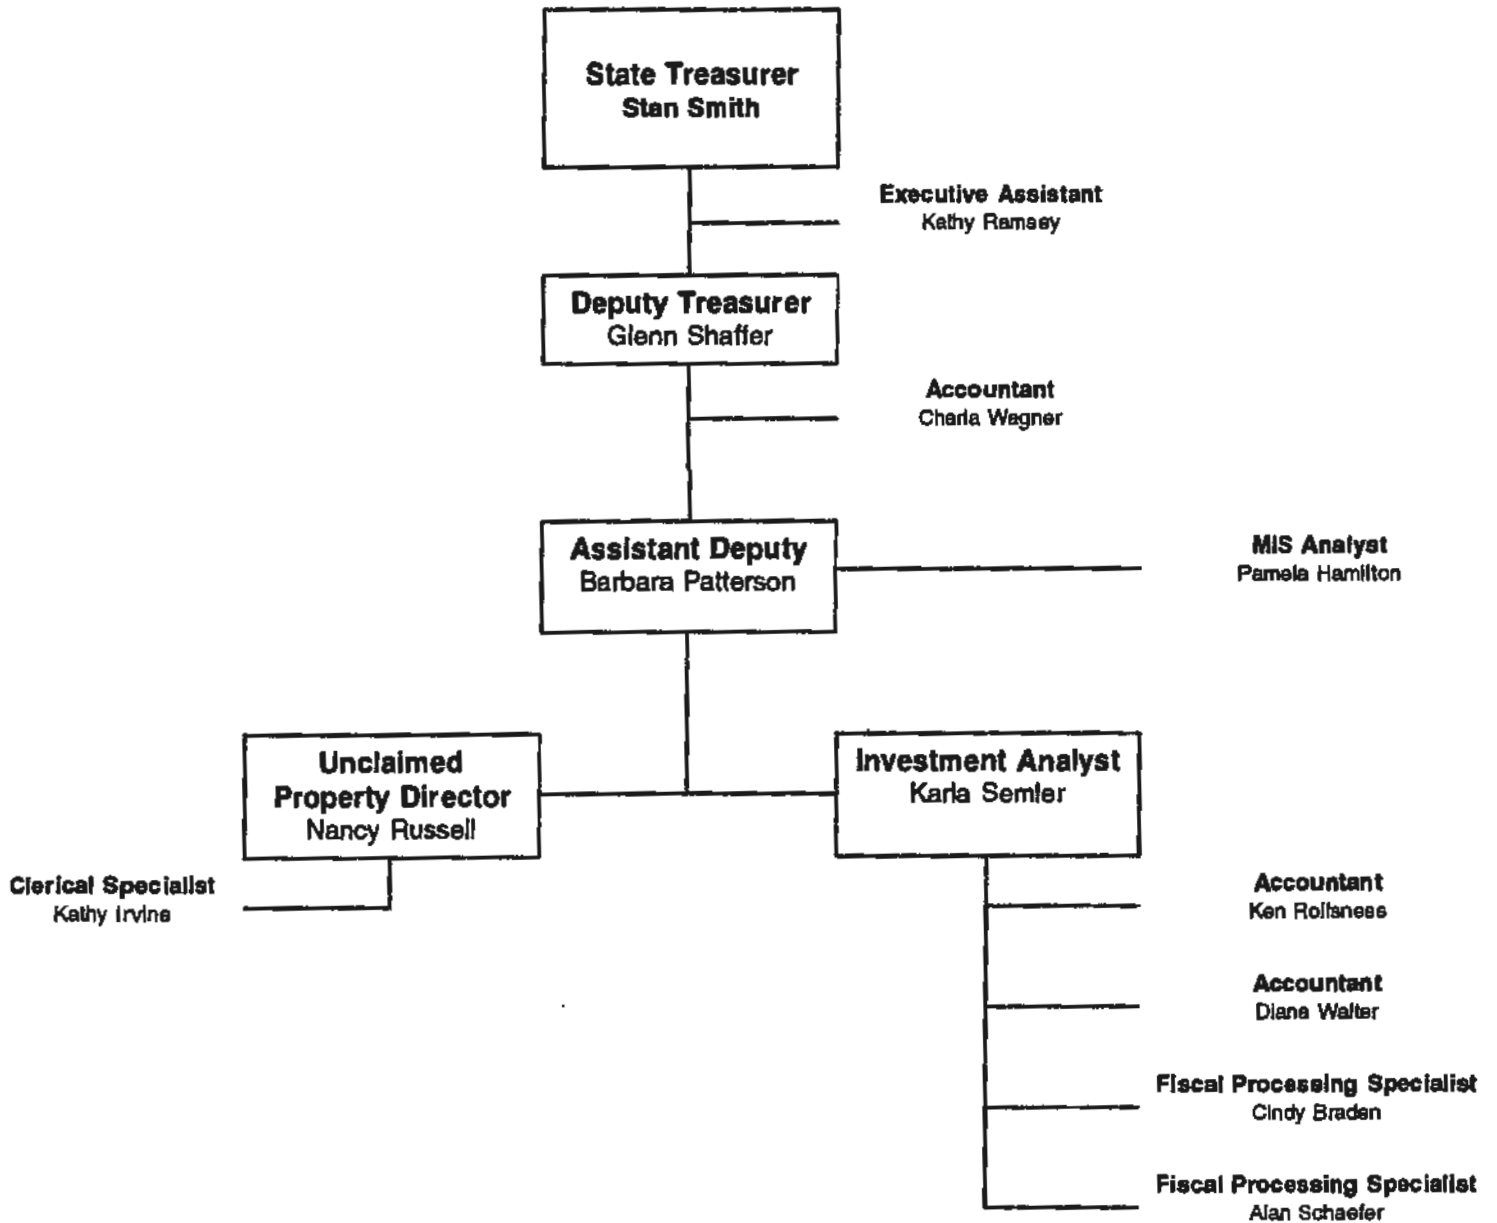 State Treasurer
Stan Smith
Executive Assistant
Kathy Ramsey
Deputy Treasurer
Glenn Shaffer
Accountant
Charla Wagner
Assistant Deputy
Barbara Patterson
MIS Analyst
Pamela Hamilton
Unclaimed
Property Director
Nancy Russell
Investment Analyst
Karla Semler
Clerical Specialist
Kathy Irvine
Accountant
Ken Rolfsness
Accountant
Diane Walter
Fiscal Processing Specialist
Cindy Braden
Fiscal Processing Specialist
Alan Schaefer